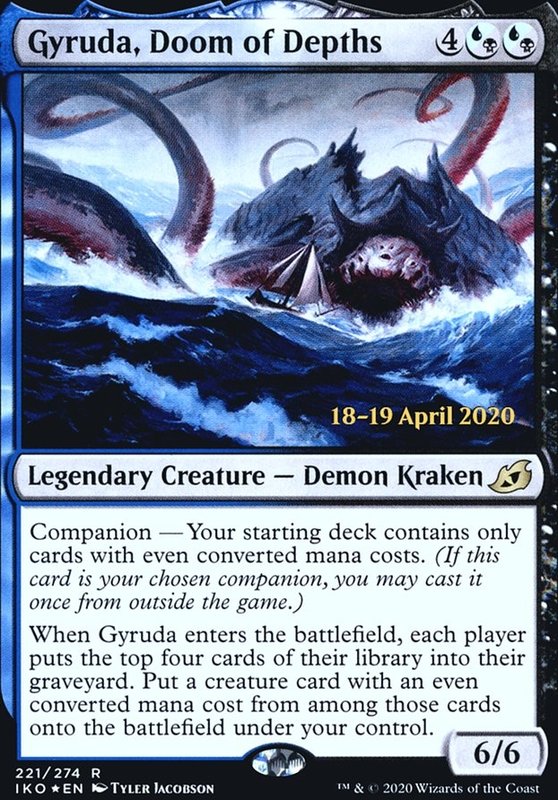 Gyruda, Doom of Depths 4
18–19 April 2020
Legendary Creature — Demon Kraken
Companion — Your starting deck contains only
cards with even converted mana costs. (If this
card is your chosen companion, you may cast it
once from outside the game.)
When Gyruda enters the battlefield, each player
puts the top four cards of their library into their
graveyard. Put a creature card with an even
converted mana cost from among those cards
onto the battlefield under your control.
6/6
221/274 R
IKO ★ EN Tyler Jacobson
™ & © 2020 Wizards of the Coast